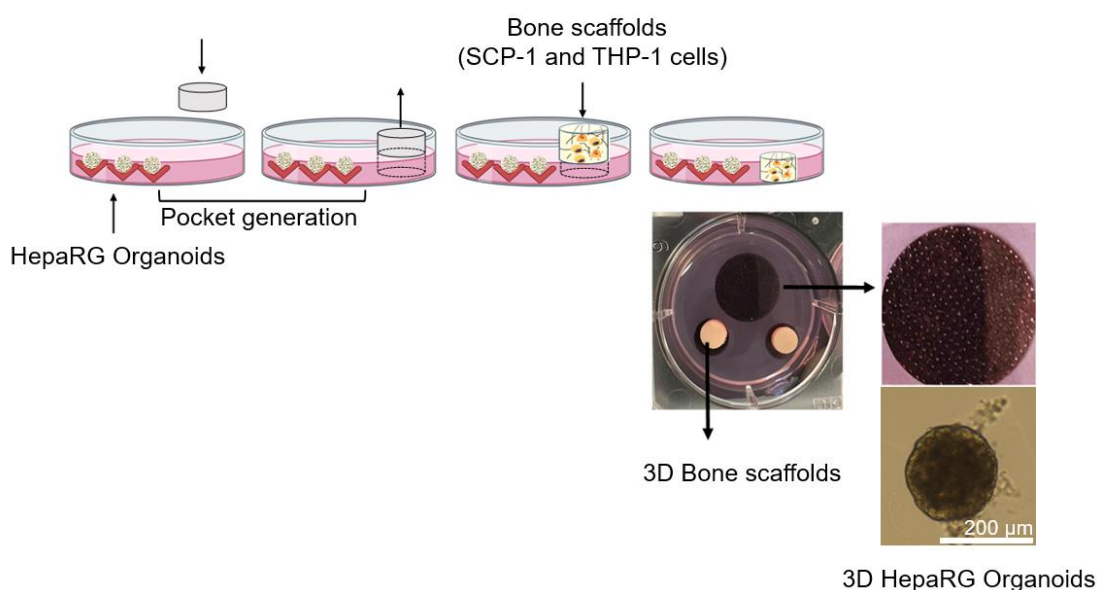 Bone scaffolds
(SCP-1 and THP-1 cells)
Pocket generation
HepaRG Organoids
3D Bone scaffolds
200 µm
3D HepaRG Organoids